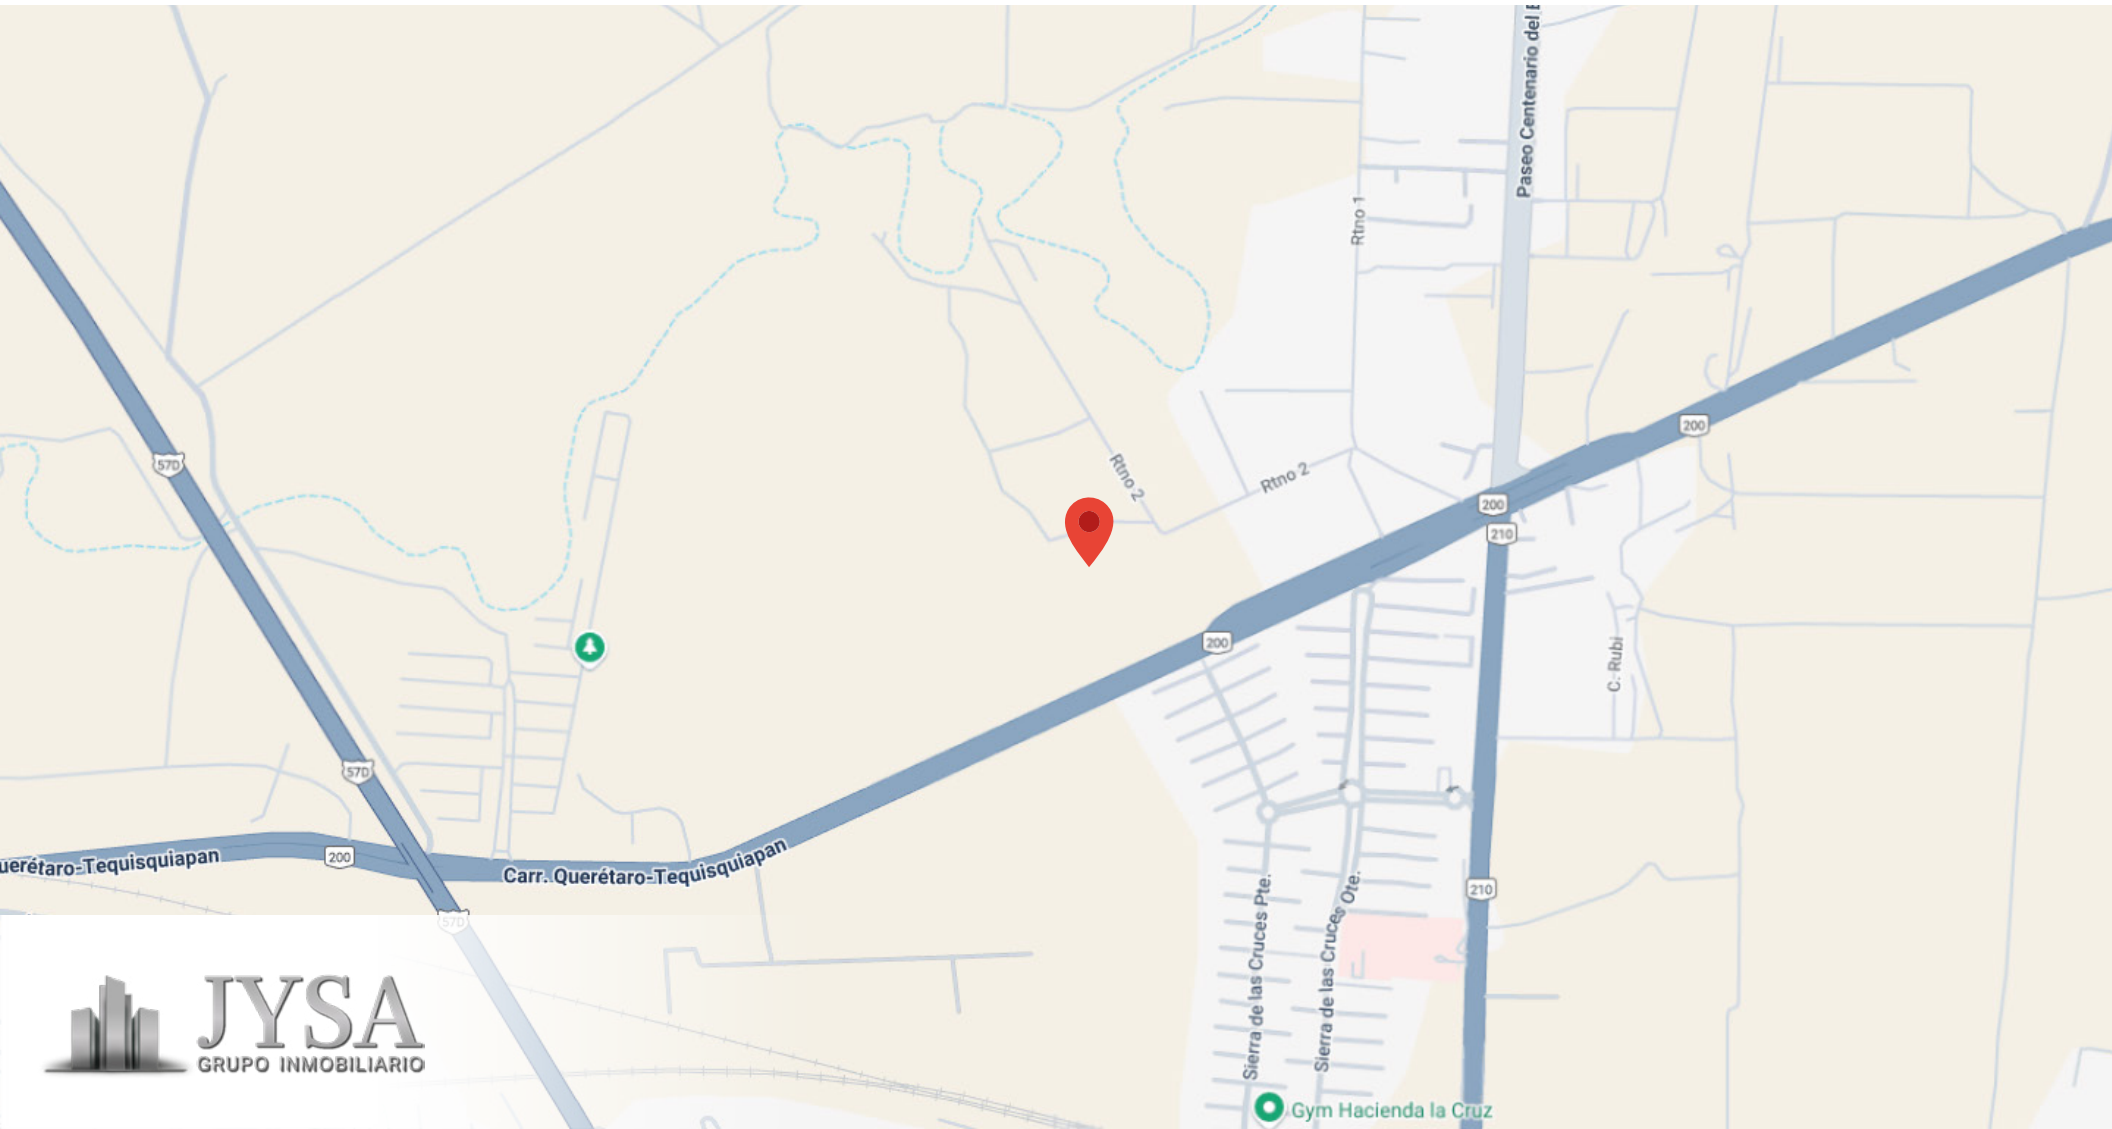 Paseo Centenario del E
Rtno 1
200
57D
Rtno 2
Rtno 2
200
210
200
C. Rubi
57D
200
Carr. Querétaro-Tequisquiapan
uerétaro-Tequisquiapan
210
57D
Sierra de las Cruces Pte.
Sierra de las Cruces Ote.
JYSA
GRUPO INMOBILIARIO
Gym Hacienda la Cruz